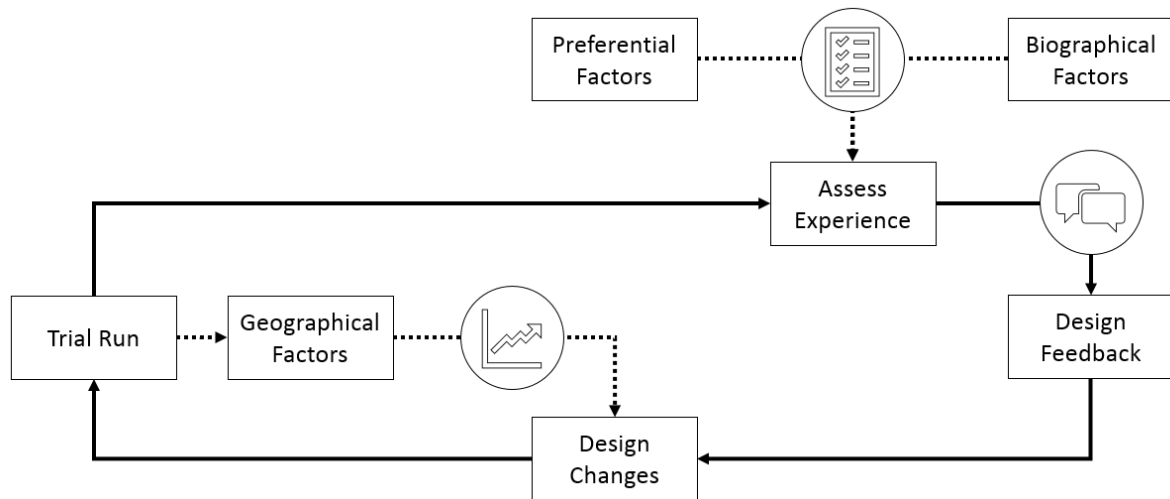 Preferential
Factors
Biographical
Factors
Assess
Experience
Trial Run
Geographical
Factors
Design
Feedback
Design
Changes